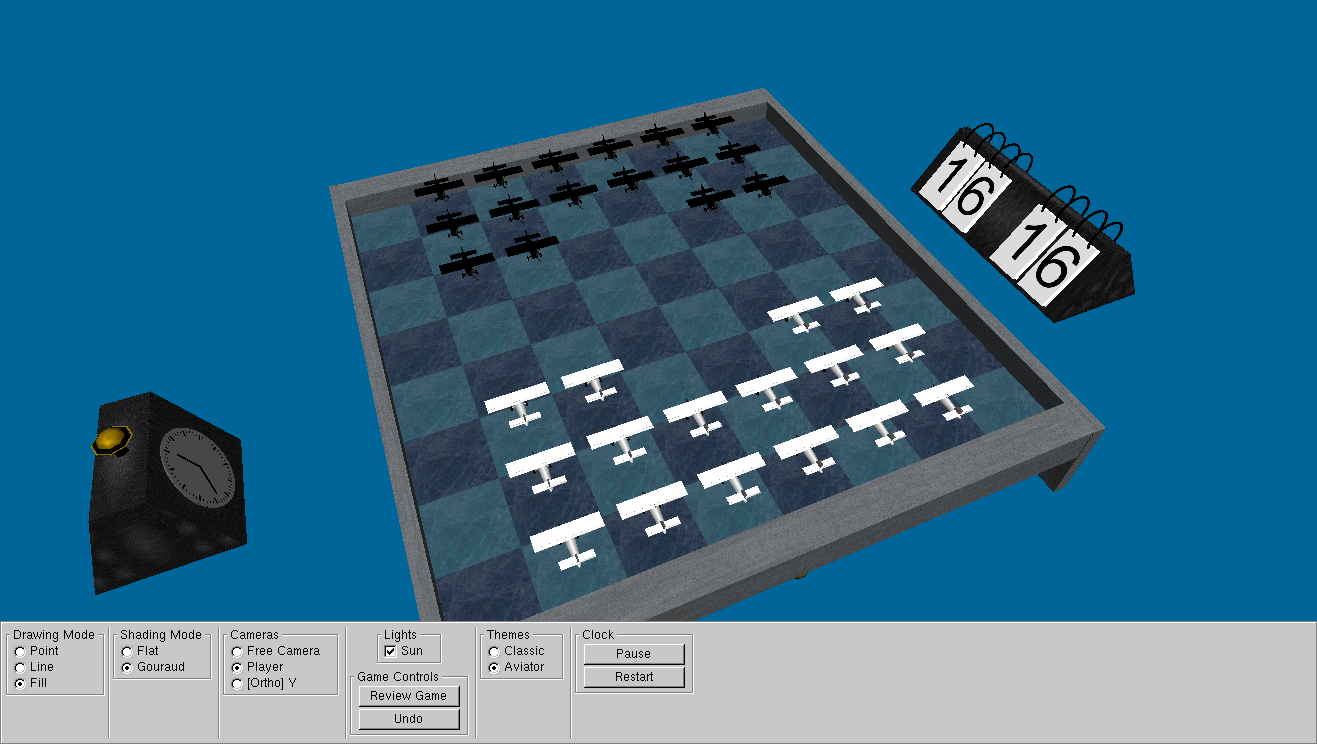 16
16
Drawing Mode
Point
Line
Fill
Shading Mode
Flat
Gouraud
Cameras
Free Camera
Player
[Ortho] Y
Lights
Sun
Game Controls
Review Game
Undo
Themes
Classic
Aviator
Clock
Pause
Restart